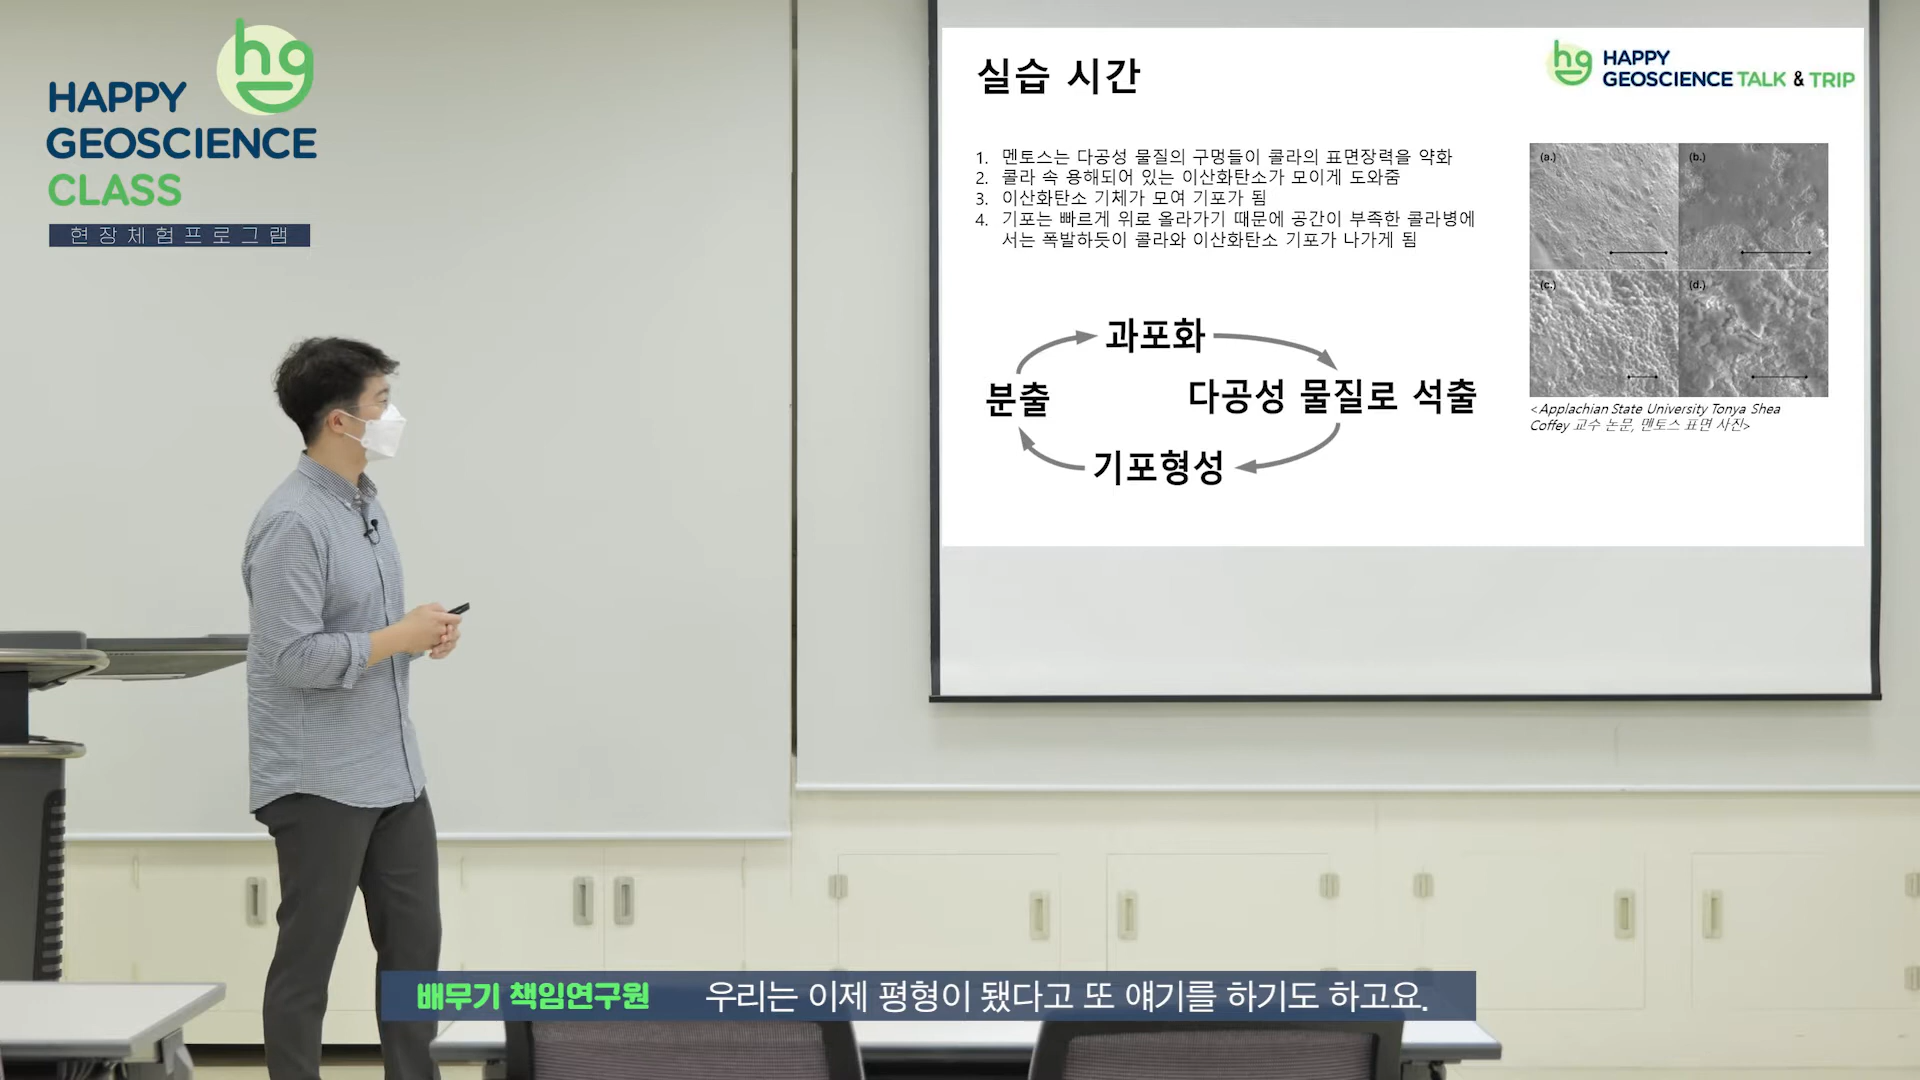 hg
HAPPY
GEOSCIENCE
CLASS
현장체험프로그램
실습 시간
hg HAPPY
GEOSCIENCE TALK & TRIP
1. 멘토스는 다공성 물질의 구멍들이 콜라의 표면장력을 약화
2. 콜라 속 용해되어 있는 이산화탄소가 모이게 도와줌
3. 이산화탄소 기체가 모여 기포가 됨
4. 기포는 빠르게 위로 올라가기 때문에 공간이 부족한 콜라병에
서는 폭발하듯이 콜라와 이산화탄소 기포가 나가게 됨
(a.) (b.)
(c.) (d.)
<Applachian State University Tonya Shea
Coffey 교수 논문, 멘토스 표면 사진>
과포화
분출 다공성 물질로 석출
기포형성
배무기 책임연구원 우리는 이제 평형이 됐다고 또 얘기를 하기도 하고요.